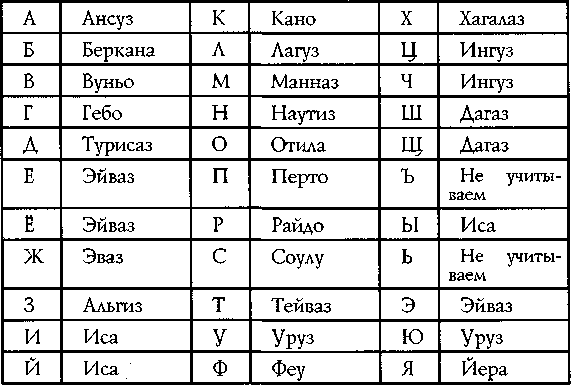 А Ансуз К Кано Х Хагалаз
Б Беркана Л Лагуз Ц Ингуз
В Вуньо М Манназ Ч Ингуз
Г Гебо Н Наутиз Ш Дагаз
Д Турисаз О Отила Щ Дагаз
Е Эйваз П Перто Ъ Не учиты-
ваем
Ё Эйваз Р Райдо Ы Иса
Ж Эваз С Соулу Ь Не учиты-
ваем
З Альгиз Т Тейваз Э Эйваз
И Иса У Уруз Ю Уруз
Й Иса Ф Феу Я Йера